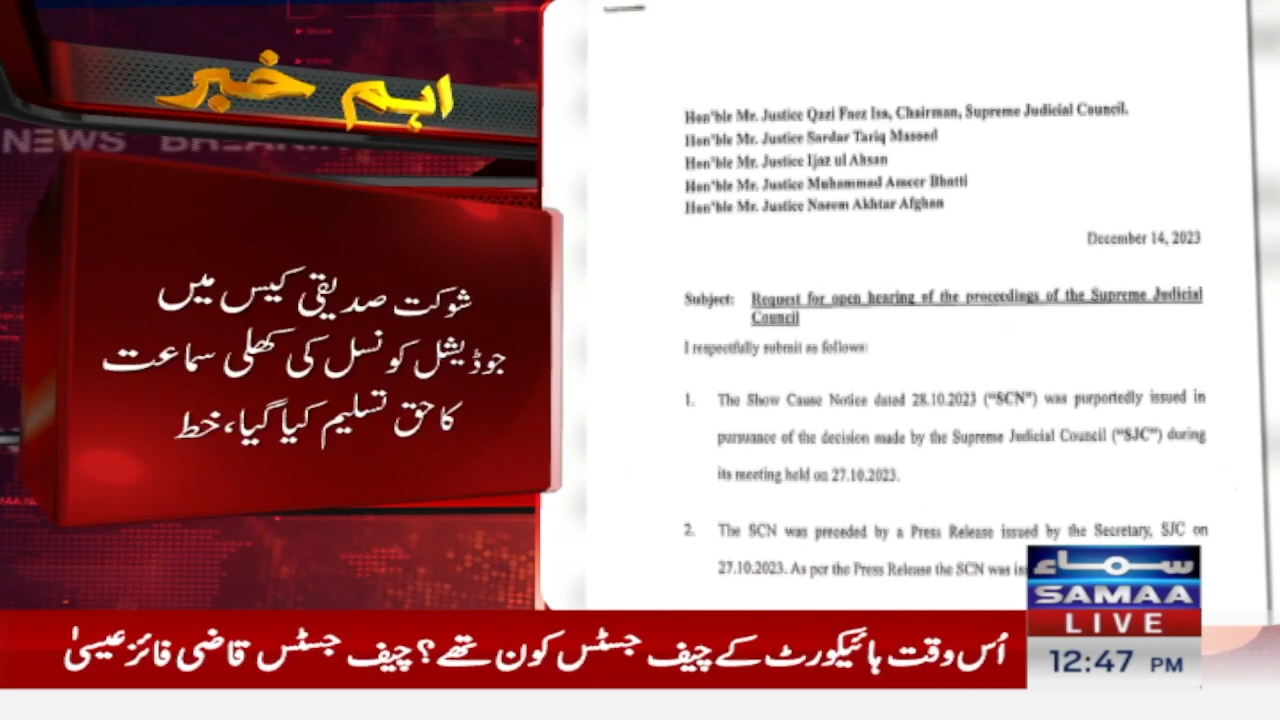 اہم خبر
NEWS
شوکت صدیقی کیس میں
جوڈیشل کونسل کی کھلی سماعت
کا حق تسلیم کیا گیا، خط
Hon'ble Mr. Justice Qazi Faez Isa, Chairman, Supreme Judicial Council.
Hon'ble Mr. Justice Sardar Tariq Masood
Hon'ble Mr. Justice Ijaz ul Ahsan
Hon'ble Mr. Justice Muhammad Ameer Bhatti
Hon'ble Mr. Justice Naeem Akhtar Afghan
December 14, 2023
Subject: Request for open hearing of the proceedings of the Supreme Judicial
Council
I respectfully submit as follows:
1. The Show Cause Notice dated 28.10.2023 ("SCN") was purportedly issued in
pursuance of the decision made by the Supreme Judicial Council ("SJC") during
its meeting held on 27.10.2023.
2. The SCN was preceded by a Press Release issued by the Secretary, SJC on
27.10.2023. As per the Press Release the SCN was
سماء
SAMAA
LIVE
12:47 PM
اُس وقت ہائیکورٹ کے چیف جسٹس کون تھے؟ چیف جسٹس قاضی فائز عیسیٰ